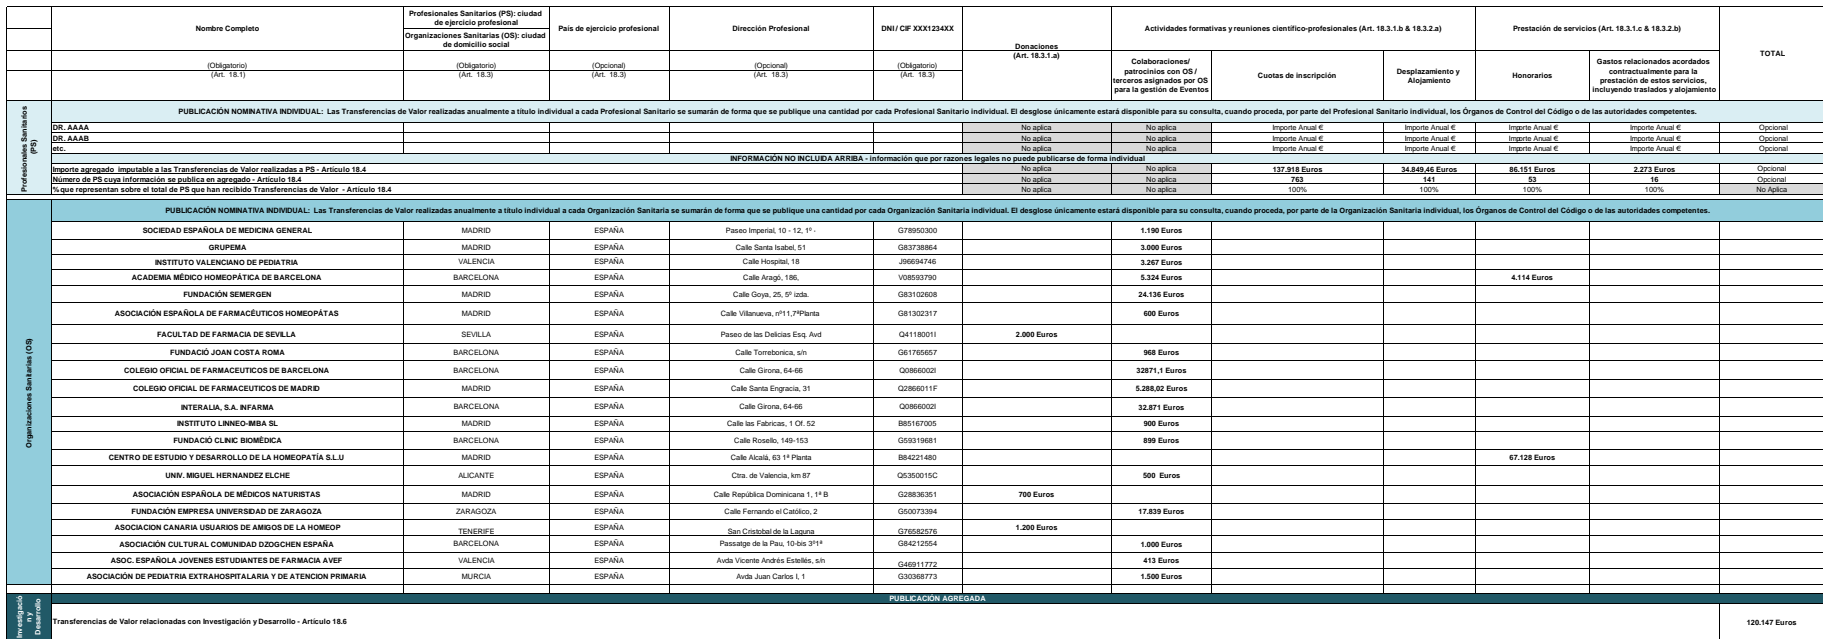 Nombre Completo
Profesionales Sanitarios (PS): ciudad de ejercicio profesional
Organizaciones Sanitarias (OS): ciudad de domicilio social
País de ejercicio profesional
Dirección Profesional
DNI / CIF XXX1234XX
Donaciones
(Art. 18.3.1.a)
Actividades formativas y reuniones científico-profesionales (Art. 18.3.1.b & 18.3.2.a)
Prestación de servicios (Art. 18.3.1.c & 18.3.2.b)
TOTAL
(Obligatorio) (Obligatorio) (Opcional) (Opcional) (Obligatorio)
(Art. 18.1) (Art. 18.3) (Art. 18.3) (Art. 18.3) (Art. 18.3)
Colaboraciones/ patrocinios con OS / terceros asignados por OS para la gestión de Eventos
Cuotas de inscripción
Desplazamiento y Alojamiento
Honorarios
Gastos relacionados acordados contractualmente para la prestación de estos servicios, incluyendo traslados y alojamiento
Profesionales Sanitarios (PS)
PUBLICACIÓN NOMINATIVA INDIVIDUAL: Las Transferencias de Valor realizadas anualmente a título individual a cada Profesional Sanitario se sumarán de forma que se publique una cantidad por cada Profesional Sanitario individual. El desglose únicamente estará disponible para su consulta, cuando proceda, por parte del Profesional Sanitario individual, los Órganos de Control del Código o de las autoridades competentes.
DR. AAAA No aplica No aplica Importe Anual € Importe Anual € Importe Anual € Importe Anual € Opcional
DR. AAAB No aplica No aplica Importe Anual € Importe Anual € Importe Anual € Importe Anual € Opcional
etc. No aplica No aplica Importe Anual € Importe Anual € Importe Anual € Importe Anual € Opcional
INFORMACIÓN NO INCLUIDA ARRIBA - información que por razones legales no puede publicarse de forma individual
Importe agregado imputable a las Transferencias de Valor realizadas a PS - Artículo 18.4 No aplica No aplica 137.918 Euros 34.849,46 Euros 86.151 Euros 2.273 Euros Opcional
Número de PS cuya información se publica en agregado - Artículo 18.4 No aplica No aplica 763 141 53 16 Opcional
% que representan sobre el total de PS que han recibido Transferencias de Valor - Artículo 18.4 No aplica No aplica 100% 100% 100% 100% No Aplica
Organizaciones Sanitarias (OS)
PUBLICACIÓN NOMINATIVA INDIVIDUAL: Las Transferencias de Valor realizadas anualmente a título individual a cada Organización Sanitaria se sumarán de forma que se publique una cantidad por cada Organización Sanitaria individual. El desglose únicamente estará disponible para su consulta, cuando proceda, por parte de la Organización Sanitaria individual, los Órganos de Control del Código o de las autoridades competentes.
SOCIEDAD ESPAÑOLA DE MEDICINA GENERAL MADRID ESPAÑA Paseo Imperial, 10 - 12, 1º - G78950300 1.190 Euros
GRUPEMA MADRID ESPAÑA Calle Santa Isabel, 51 G83738864 3.000 Euros
INSTITUTO VALENCIANO DE PEDIATRIA VALENCIA ESPAÑA Calle Hospital, 18 J96694746 3.267 Euros
ACADEMIA MÉDICO HOMEOPÁTICA DE BARCELONA BARCELONA ESPAÑA Calle Aragó, 186, V08593790 5.324 Euros 4.114 Euros
FUNDACIÓN SEMERGEN MADRID ESPAÑA Calle Goya, 25, 5º izda. G83102608 24.136 Euros
ASOCIACIÓN ESPAÑOLA DE FARMACÉUTICOS HOMEOPÁTAS MADRID ESPAÑA Calle Villanueva, nº11,7ªPlanta G81302317 600 Euros
FACULTAD DE FARMACIA DE SEVILLA SEVILLA ESPAÑA Paseo de las Delicias Esq. Avd Q4118001I 2.000 Euros
FUNDACIÓ JOAN COSTA ROMA BARCELONA ESPAÑA Calle Torrebonica, s/n G61765657 968 Euros
COLEGIO OFICIAL DE FARMACEUTICOS DE BARCELONA BARCELONA ESPAÑA Calle Girona, 64-66 Q0866002I 32871,1 Euros
COLEGIO OFICIAL DE FARMACEUTICOS DE MADRID MADRID ESPAÑA Calle Santa Engracia, 31 Q2866011F 5.288,02 Euros
INTERALIA, S.A. INFARMA BARCELONA ESPAÑA Calle Girona, 64-66 Q0866002I 32.871 Euros
INSTITUTO LINNEO-IMBA SL MADRID ESPAÑA Calle las Fabricas, 1 Of. 52 B85167005 900 Euros
FUNDACIÓ CLINIC BIOMÈDICA BARCELONA ESPAÑA Calle Rosello, 149-153 G59319681 899 Euros
CENTRO DE ESTUDIO Y DESARROLLO DE LA HOMEOPATÍA S.L.U MADRID ESPAÑA Calle Alcalá, 63 1ª Planta B84221480 67.128 Euros
UNIV. MIGUEL HERNANDEZ ELCHE ALICANTE ESPAÑA Ctra. de Valencia, km 87 Q5350015C 500 Euros
ASOCIACIÓN ESPAÑOLA DE MÉDICOS NATURISTAS MADRID ESPAÑA Calle República Dominicana 1, 1ª B G28836351 700 Euros
FUNDACIÓN EMPRESA UNIVERSIDAD DE ZARAGOZA ZARAGOZA ESPAÑA Calle Fernando el Católico, 2 G50073394 17.839 Euros
ASOCIACION CANARIA USUARIOS DE AMIGOS DE LA HOMEOP TENERIFE ESPAÑA San Cristobal de la Laguna G76582576 1.200 Euros
ASOCIACIÓN CULTURAL COMUNIDAD DZOGCHEN ESPAÑA BARCELONA ESPAÑA Passatge de la Pau, 10-bis 3º1ª G84212554 1.000 Euros
ASOC. ESPAÑOLA JOVENES ESTUDIANTES DE FARMACIA AVEF VALENCIA ESPAÑA Avda Vicente Andrés Estellés, s/n G46911772 413 Euros
ASOCIACIÓN DE PEDIATRIA EXTRAHOSPITALARIA Y DE ATENCION PRIMARIA MURCIA ESPAÑA Avda Juan Carlos I, 1 G30368773 1.500 Euros
Investigación y Desarrollo
PUBLICACIÓN AGREGADA
Transferencias de Valor relacionadas con Investigación y Desarrollo - Artículo 18.6 120.147 Euros